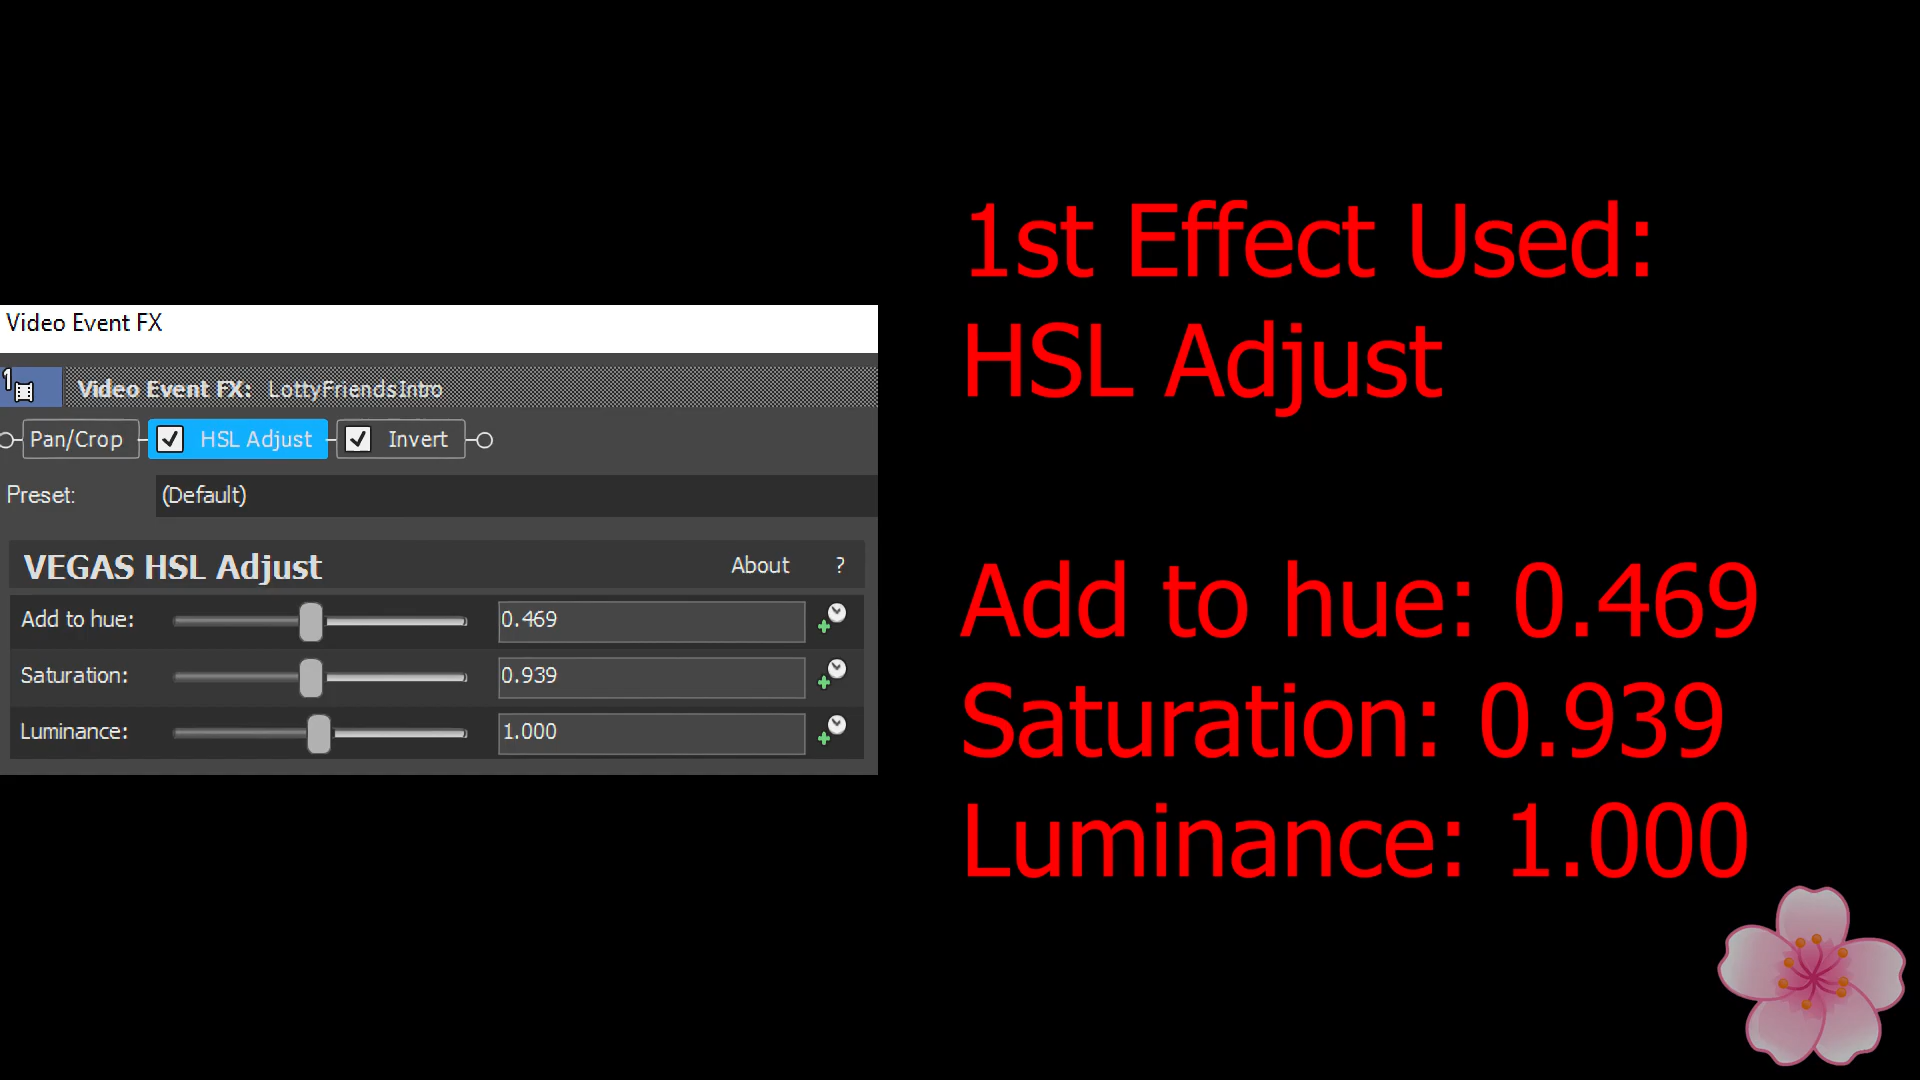 Video Event FX
1
Video Event FX: LottyFriendsIntro
Pan/Crop HSL Adjust Invert
Preset: (Default)
VEGAS HSL Adjust About ?
Add to hue: 0.469
Saturation: 0.939
Luminance: 1.000
1st Effect Used:
HSL Adjust
Add to hue: 0.469
Saturation: 0.939
Luminance: 1.000